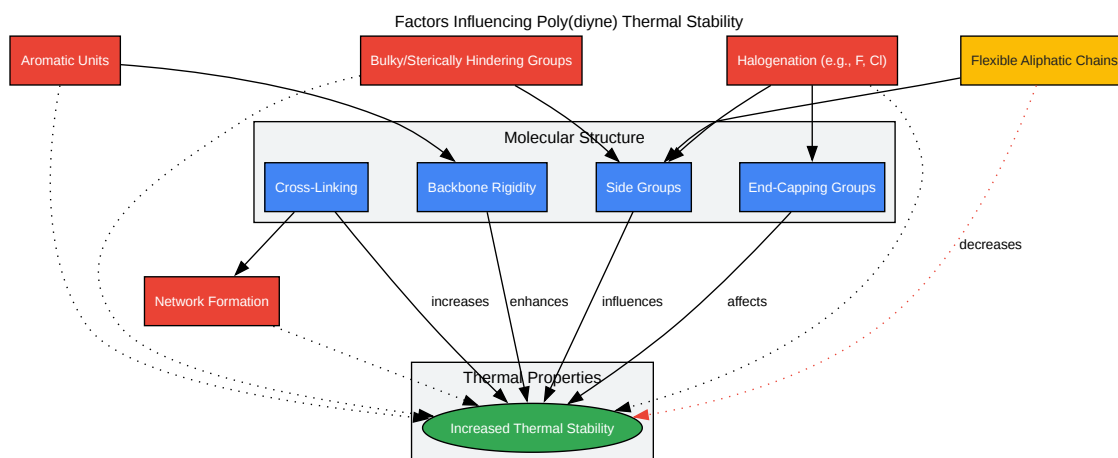 Factors Influencing Poly(diyne) Thermal Stability
Aromatic Units
Bulky/Sterically Hindering Groups
Halogenation (e.g., F, Cl)
Flexible Aliphatic Chains
Molecular Structure
Cross-Linking
Backbone Rigidity
Side Groups
End-Capping Groups
decreases
Network Formation
increases
enhances
influences
affects
Thermal Properties
Increased Thermal Stability